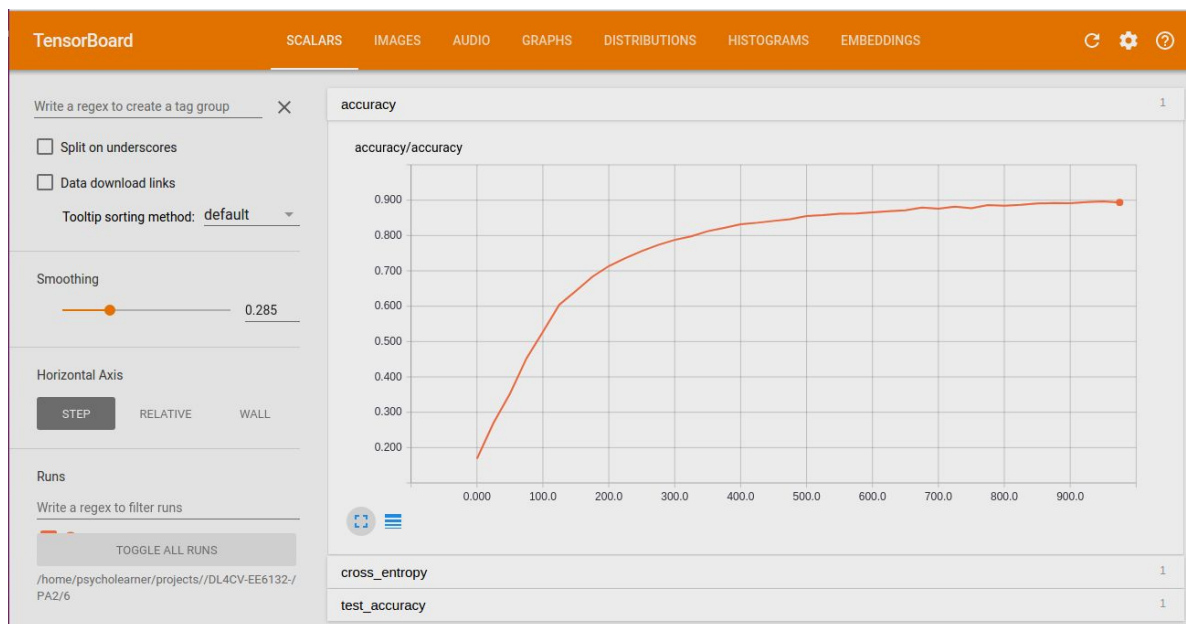 TensorBoard SCALARS IMAGES AUDIO GRAPHS DISTRIBUTIONS HISTOGRAMS EMBEDDINGS
Write a regex to create a tag group
Split on underscores
Data download links
Tooltip sorting method: default
Smoothing
0.285
Horizontal Axis
STEP RELATIVE WALL
Runs
Write a regex to filter runs
TOGGLE ALL RUNS
/home/psycholearner/projects//DL4CV-EE6132-/
PA2/6
accuracy 1
accuracy/accuracy
0.900
0.800
0.700
0.600
0.500
0.400
0.300
0.200
0.000 100.0 200.0 300.0 400.0 500.0 600.0 700.0 800.0 900.0
cross_entropy 1
test_accuracy 1